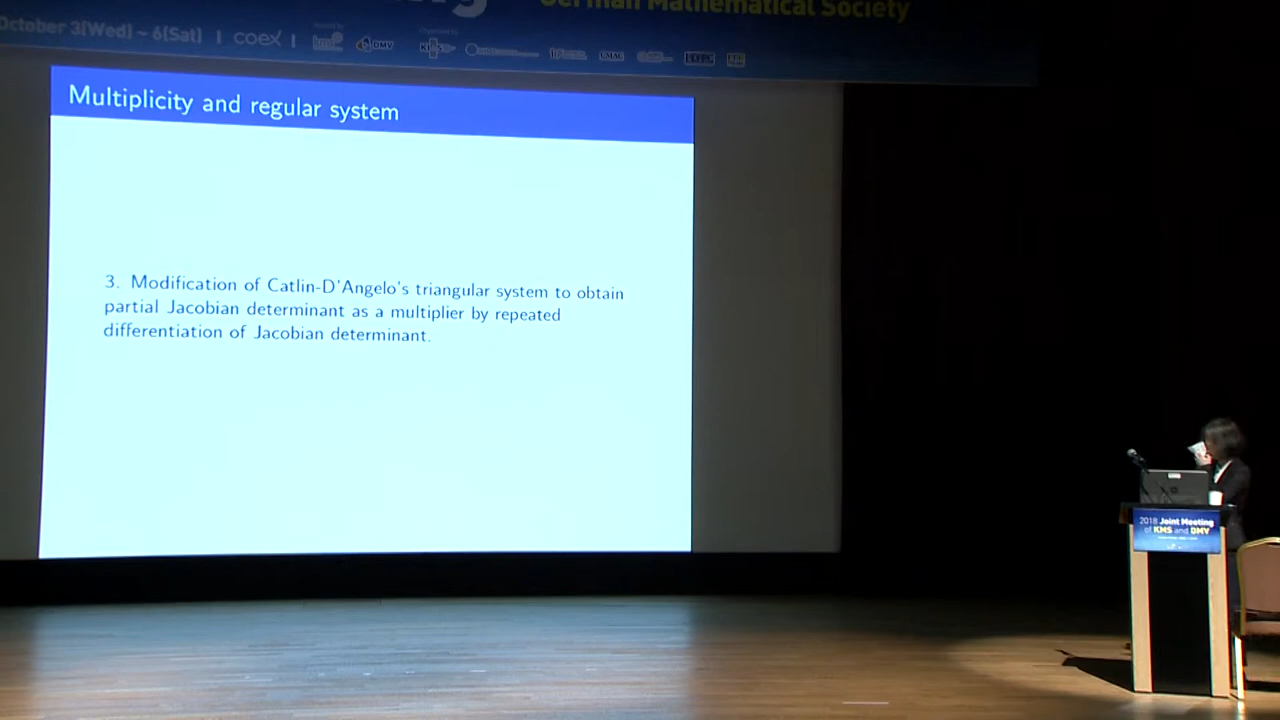 German Mathematical Society
October 3(Wed) ~ 6(Sat) | coex |
DMV
Multiplicity and regular system
3. Modification of Catlin-D'Angelo's triangular system to obtain
partial Jacobian determinant as a multiplier by repeated
differentiation of Jacobian determinant.
2018 Joint Meeting
of KMS and DMV